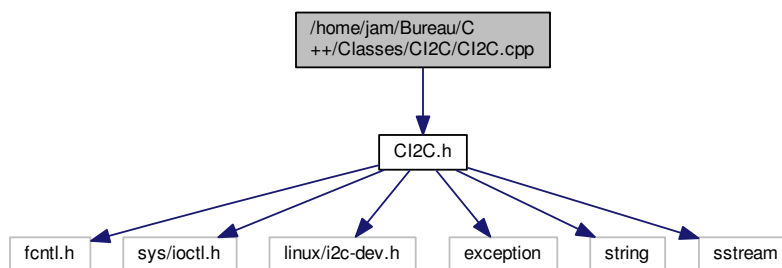 /home/jam/Bureau/C
++/Classes/CI2C/CI2C.cpp
CI2C.h
fcntl.h
sys/ioctl.h
linux/i2c-dev.h
exception
string
sstream